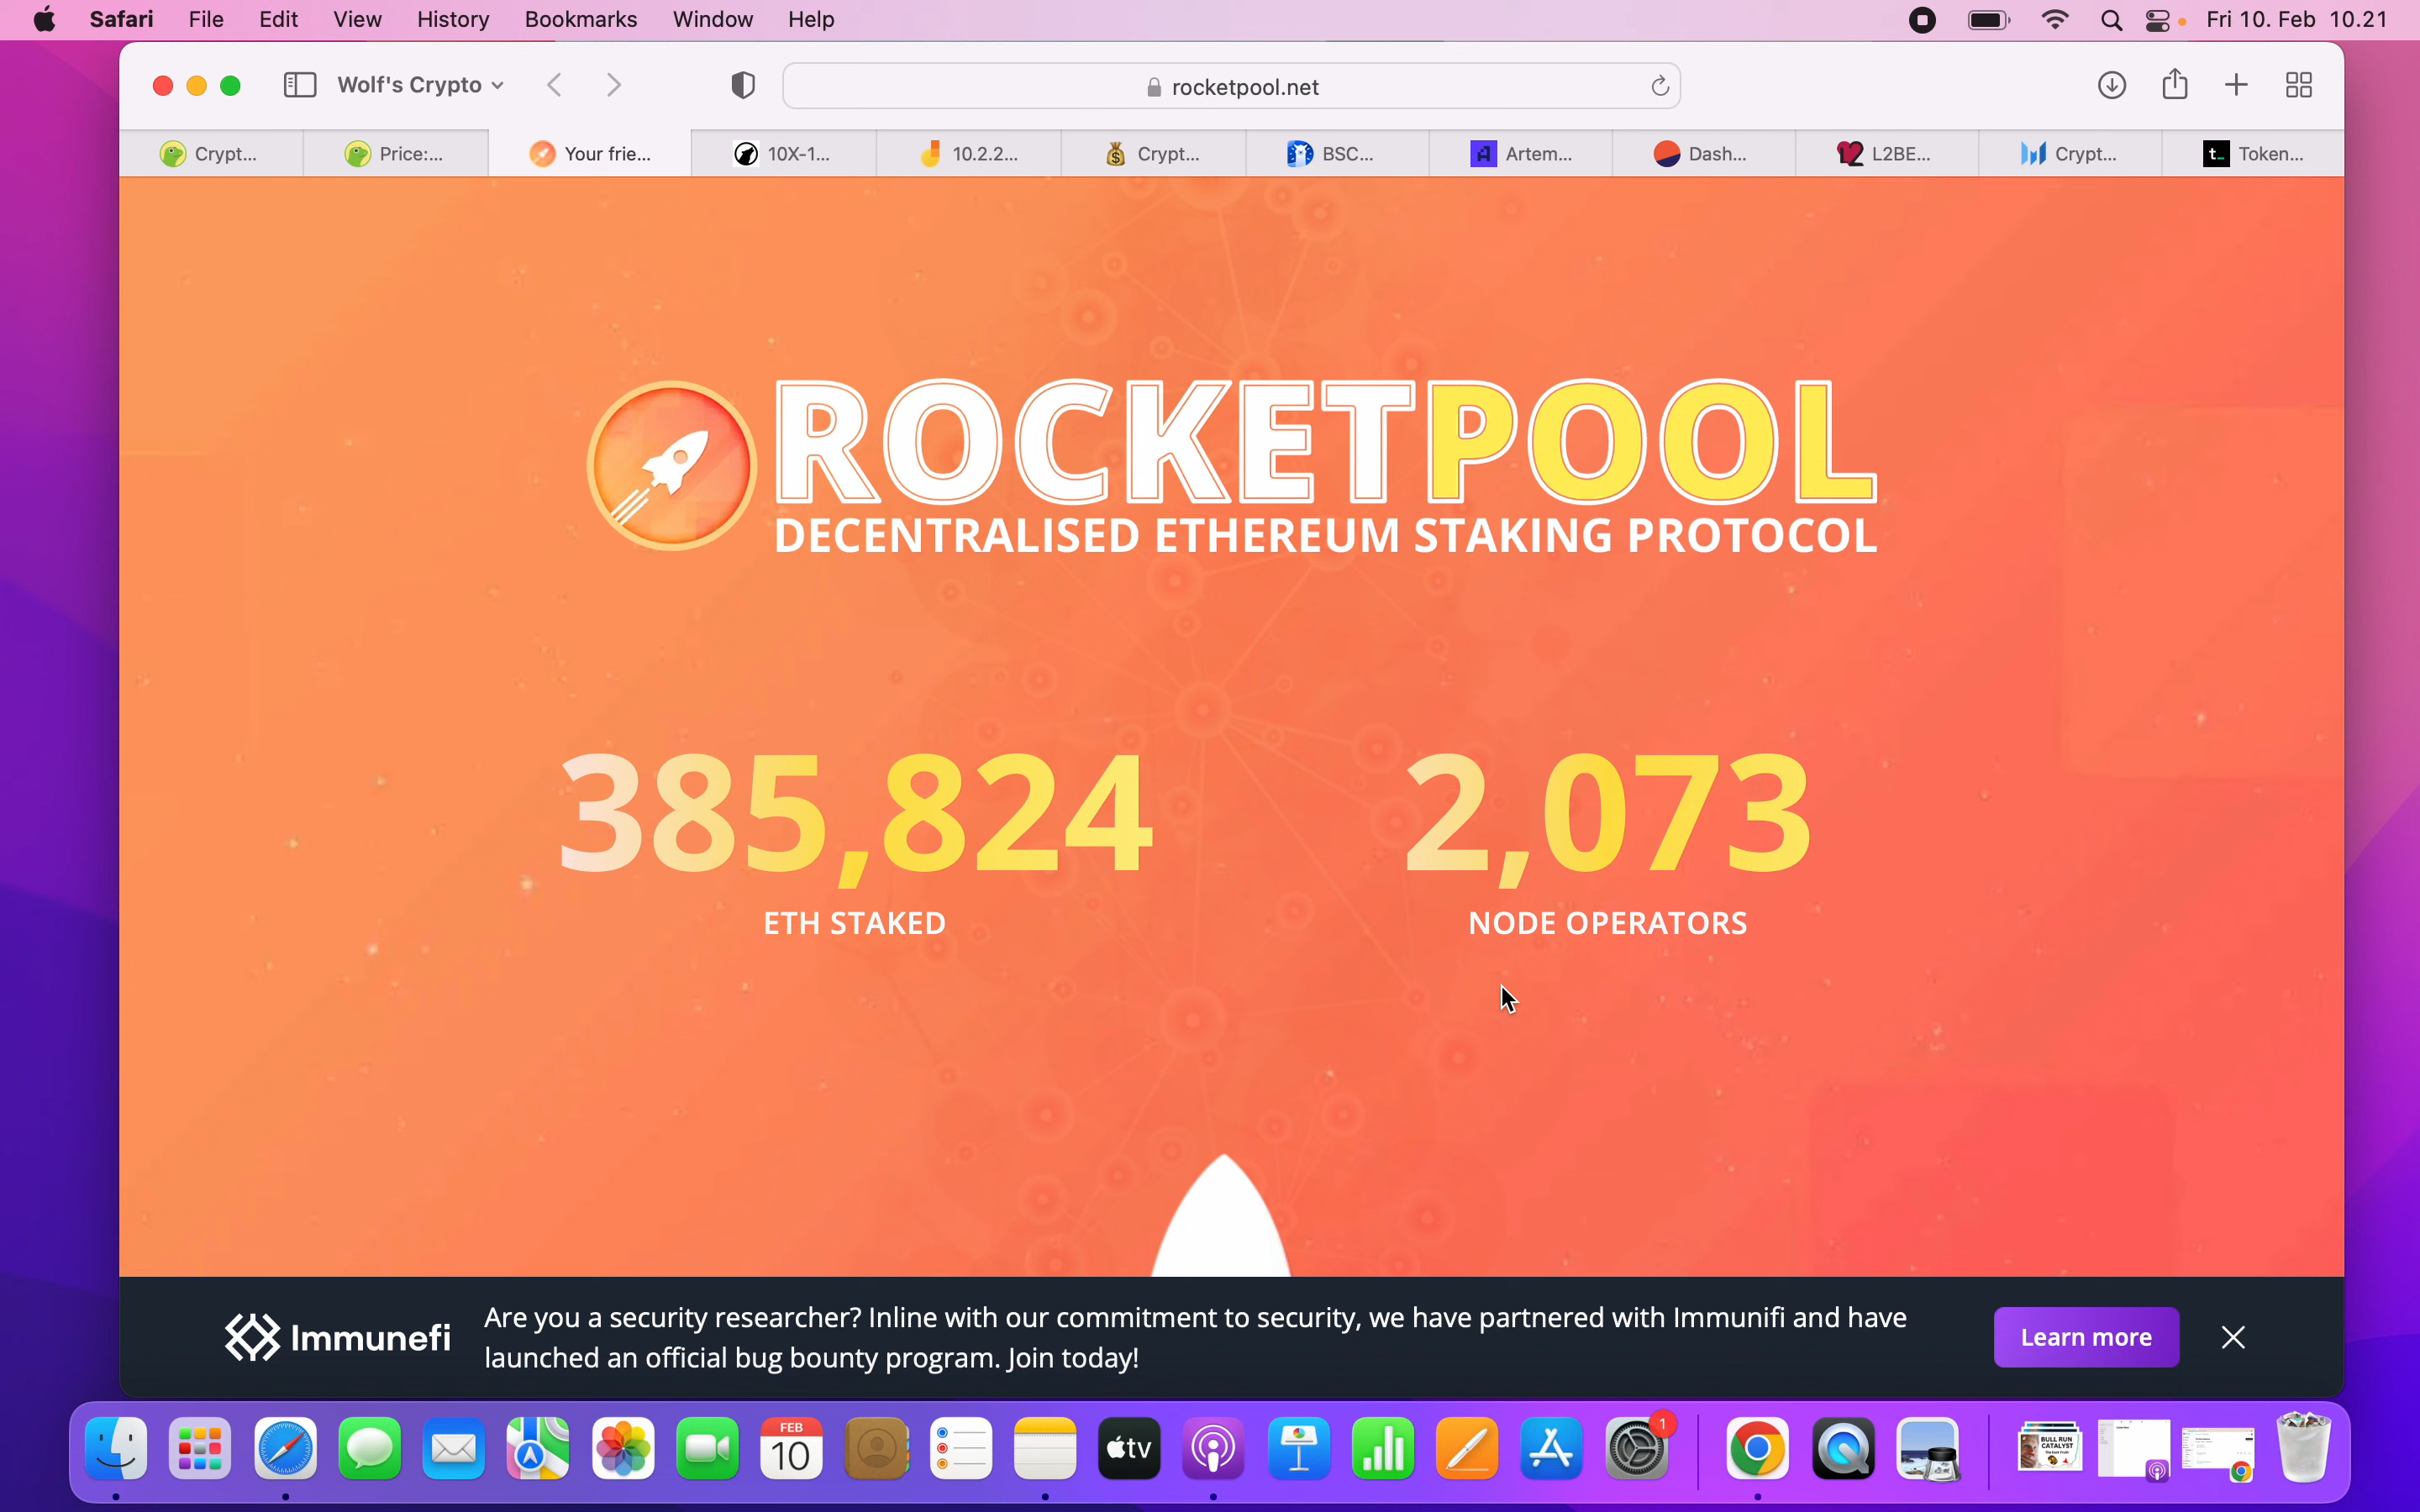 Safari File Edit View History Bookmarks Window Help Fri 10. Feb 10.21
Wolf's Crypto rocketpool.net
Crypt... Price:... Your frie... 10X-1... 10.2.2... Crypt... BSC... Artem... Dash... L2BE... Crypt... Token...
ROCKETPOOL
DECENTRALISED ETHEREUM STAKING PROTOCOL
385,824 2,073
ETH STAKED NODE OPERATORS
Immunefi
Are you a security researcher? Inline with our commitment to security, we have partnered with Immunifi and have
launched an official bug bounty program. Join today!
Learn more
FEB
10
tv
1
BULL RUN
CATALYST